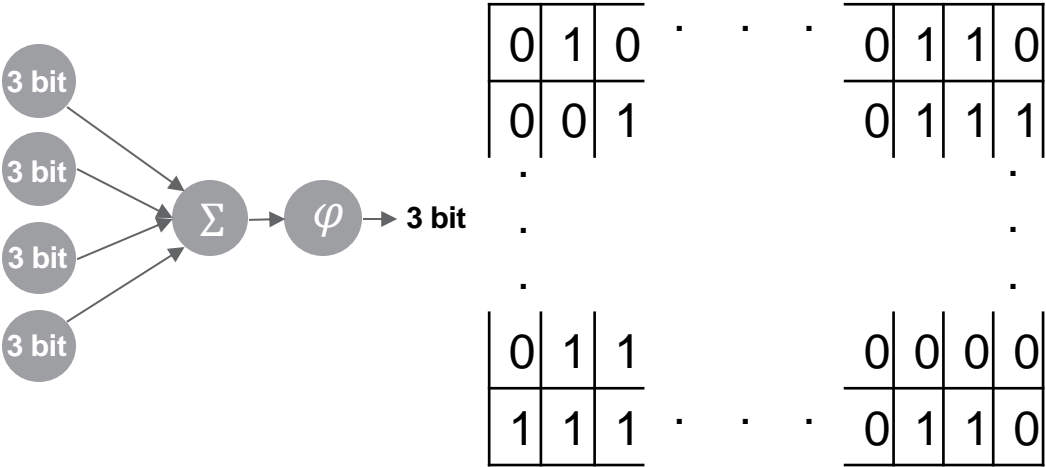 3 bit
3 bit
3 bit
3 bit
Σ
φ
3 bit
0 1 0 . . . 0 1 1 0
0 0 1 0 1 1 1
. .
. .
. .
0 1 1 0 0 0 0
1 1 1 . . . 0 1 1 0